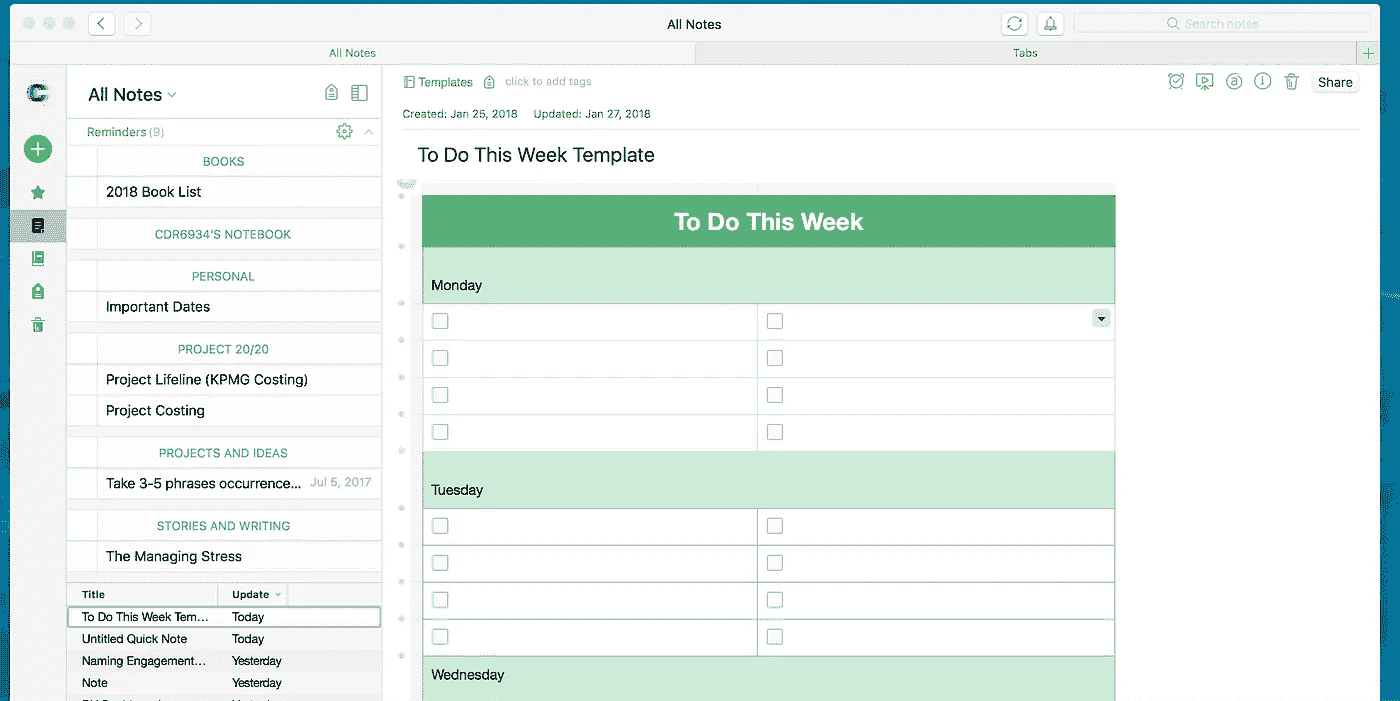 All Notes
Search notes
All Notes
Tabs
All Notes
Reminders (9)
BOOKS
2018 Book List
CDR6934'S NOTEBOOK
PERSONAL
Important Dates
PROJECT 20/20
Project Lifeline (KPMG Costing)
Project Costing
PROJECTS AND IDEAS
Take 3-5 phrases occurrence... Jul 5, 2017
STORIES AND WRITING
The Managing Stress
Title Update
To Do This Week Tem... Today
Untitled Quick Note Today
Naming Engagement... Yesterday
Note Yesterday
Templates click to add tags
Share
Created: Jan 25, 2018 Updated: Jan 27, 2018
To Do This Week Template
To Do This Week
Monday
Tuesday
Wednesday